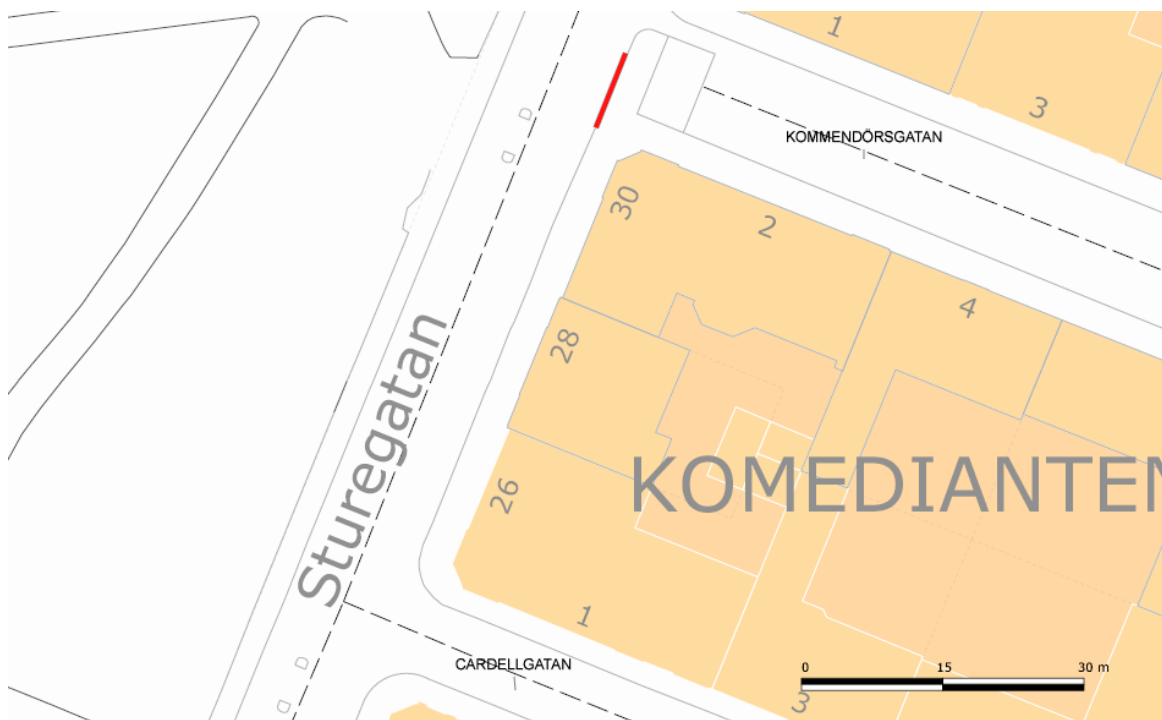 1
3
KOMMENDÖRSGATAN
30
2
4
28
Sturegatan
KOMEDIANTEN
26
1
CARDELLGATAN
0 15 30 m
3